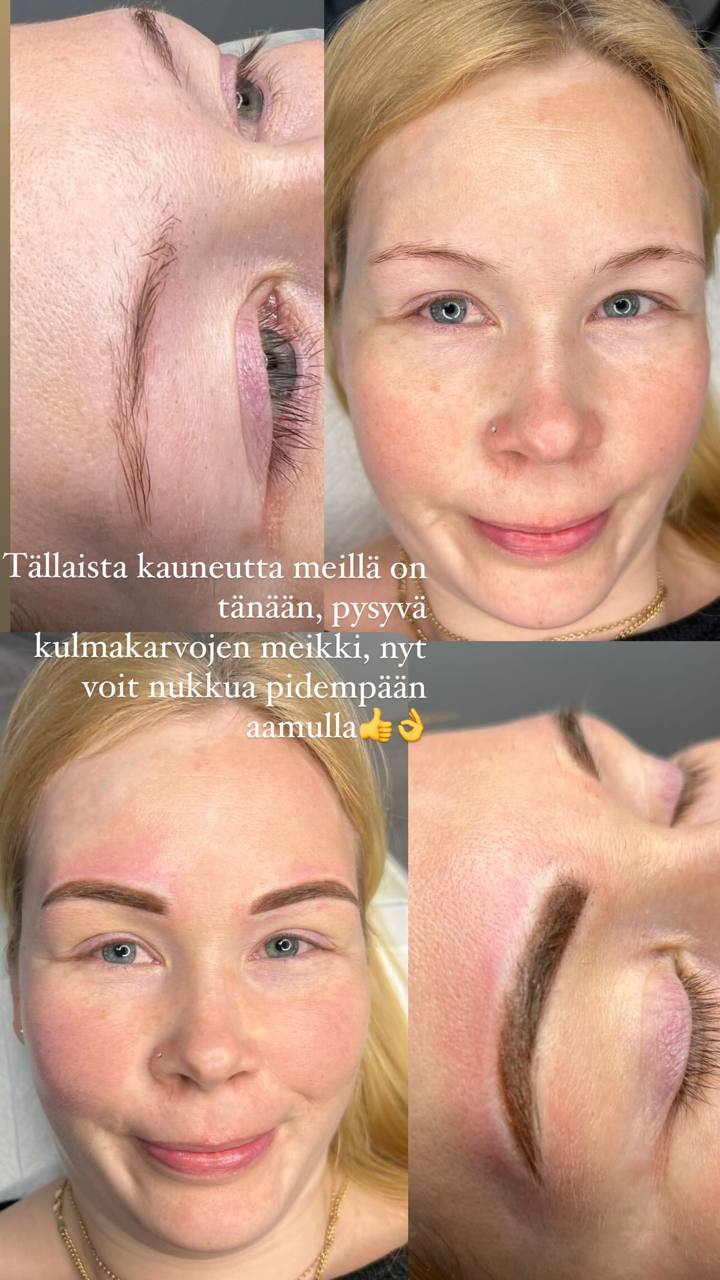 Tällaista kauneutta meillä on
tänään, pysyvä
kulmakarvojen meikki, nyt
voit nukkua pidempään
aamulla👍👌